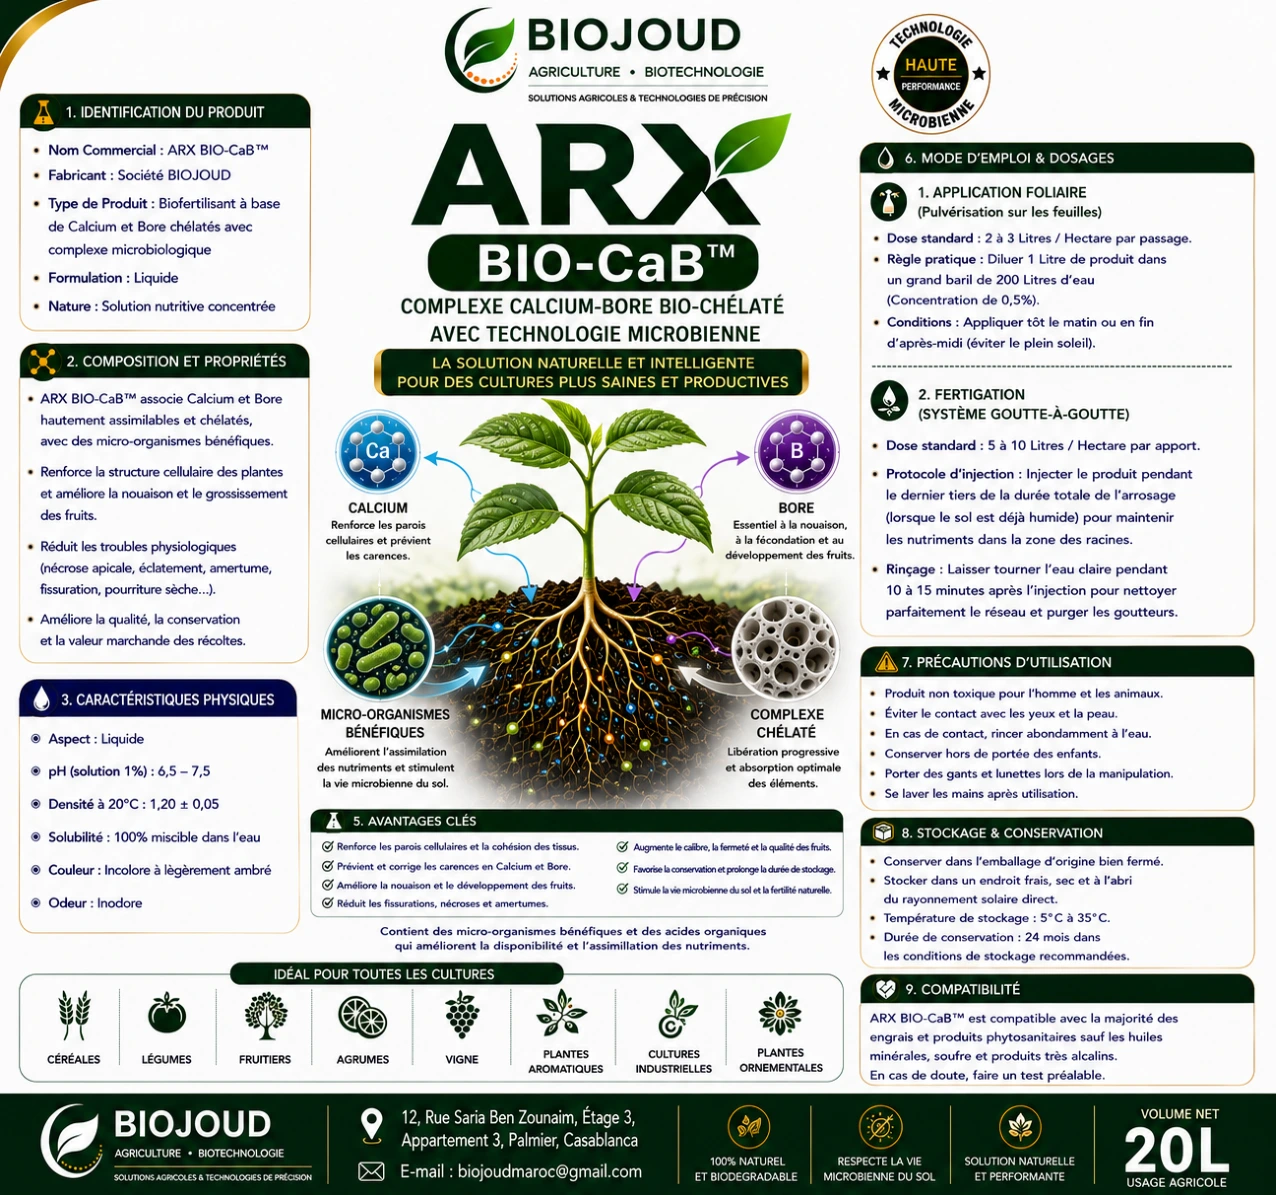 BIOJOUD
AGRICULTURE • BIOTECHNOLOGIE
SOLUTIONS AGRICOLES & TECHNOLOGIES DE PRÉCISION
TECHNOLOGIE
HAUTE
PERFORMANCE
MICROBIENNE
ARX
BIO-CaB™
COMPLEXE CALCIUM-BORE BIO-CHÉLATÉ
AVEC TECHNOLOGIE MICROBIENNE
LA SOLUTION NATURELLE ET INTELLIGENTE
POUR DES CULTURES PLUS SAINES ET PRODUCTIVES
1. IDENTIFICATION DU PRODUIT
• Nom Commercial : ARX BIO-CaB™
• Fabricant : Société BIOJOUD
• Type de Produit : Biofertilisant à base
de Calcium et Bore chélatés avec
complexe microbiologique
• Formulation : Liquide
• Nature : Solution nutritive concentrée
2. COMPOSITION ET PROPRIÉTÉS
• ARX BIO-CaB™ associe Calcium et Bore
hautement assimilables et chélatés,
avec des micro-organismes bénéfiques.
• Renforce la structure cellulaire des plantes
et améliore la nouaison et le grossissement
des fruits.
• Réduit les troubles physiologiques
(nécrose apicale, éclatement, amertume,
fissuration, pourriture sèche...).
• Améliore la qualité, la conservation
et la valeur marchande des récoltes.
3. CARACTÉRISTIQUES PHYSIQUES
Aspect : Liquide
pH (solution 1%) : 6,5 – 7,5
Densité à 20°C : 1,20 ± 0,05
Solubilité : 100% miscible dans l'eau
Couleur : Incolore à lègèrement ambré
Odeur : Inodore
Ca
CALCIUM
Renforce les parois
cellulaires et prévient
les carences.
B
BORE
Essentiel à la nouaison,
à la fécondation et au
développement des fruits.
MICRO-ORGANISMES
BÉNÉFIQUES
Améliorent l'assimilation
des nutriments et stimulent
la vie microbienne du sol.
COMPLEXE
CHÉLATÉ
Libération progressive
et absorption optimale
des éléments.
5. AVANTAGES CLÉS
Renforce les parois cellulaires et la cohésion des tissus.
Prévient et corrige les carences en Calcium et Bore.
Améliore la nouaison et le développement des fruits.
Réduit les fissurations, nécroses et amertumes.
Augmente le calibre, la fermeté et la qualité des fruits.
Favorise la conservation et prolonge la durée de stockage.
Stimule la vie microbienne du sol et la fertilité naturelle.
Contient des micro-organismes bénéfiques et des acides organiques
qui améliorent la disponibilité et l'assimillation des nutriments.
IDÉAL POUR TOUTES LES CULTURES
CÉRÉALES
LÉGUMES
FRUITIERS
AGRUMES
VIGNE
PLANTES
AROMATIQUES
CULTURES
INDUSTRIELLES
PLANTES
ORNEMENTALES
6. MODE D'EMPLOI & DOSAGES
1. APPLICATION FOLIAIRE
(Pulvérisation sur les feuilles)
• Dose standard : 2 à 3 Litres / Hectare par passage.
• Règle pratique : Diluer 1 Litre de produit dans
un grand baril de 200 Litres d'eau
(Concentration de 0,5%).
• Conditions : Appliquer tôt le matin ou en fin
d'après-midi (éviter le plein soleil).
2. FERTIGATION
(SYSTÈME GOUTTE-À-GOUTTE)
• Dose standard : 5 à 10 Litres / Hectare par apport.
• Protocole d'injection : Injecter le produit pendant
le dernier tiers de la durée totale de l'arrosage
(lorsque le sol est déjà humide) pour maintenir
les nutriments dans la zone des racines.
• Rinçage : Laisser tourner l'eau claire pendant
10 à 15 minutes après l'injection pour nettoyer
parfaitement le réseau et purger les goutteurs.
7. PRÉCAUTIONS D'UTILISATION
• Produit non toxique pour l'homme et les animaux.
• Éviter le contact avec les yeux et la peau.
• En cas de contact, rincer abondamment à l'eau.
• Conserver hors de portée des enfants.
• Porter des gants et lunettes lors de la manipulation.
• Se laver les mains après utilisation.
8. STOCKAGE & CONSERVATION
• Conserver dans l'emballage d'origine bien fermé.
• Stocker dans un endroit frais, sec et à l'abri
du rayonnement solaire direct.
• Température de stockage : 5°C à 35°C.
• Durée de conservation : 24 mois dans
les conditions de stockage recommandées.
9. COMPATIBILITÉ
ARX BIO-CaB™ est compatible avec la majorité des
engrais et produits phytosanitaires sauf les huiles
minérales, soufre et produits très alcalins.
En cas de doute, faire un test préalable.
BIOJOUD
AGRICULTURE • BIOTECHNOLOGIE
SOLUTIONS AGRICOLES & TECHNOLOGIES DE PRÉCISION
12, Rue Saria Ben Zounaim, Étage 3,
Appartement 3, Palmier, Casablanca
E-mail : biojoudmaroc@gmail.com
100% NATUREL
ET BIODEGRADABLE
RESPECTE LA VIE
MICROBIENNE DU SOL
SOLUTION NATURELLE
ET PERFORMANTE
VOLUME NET
20L
USAGE AGRICOLE